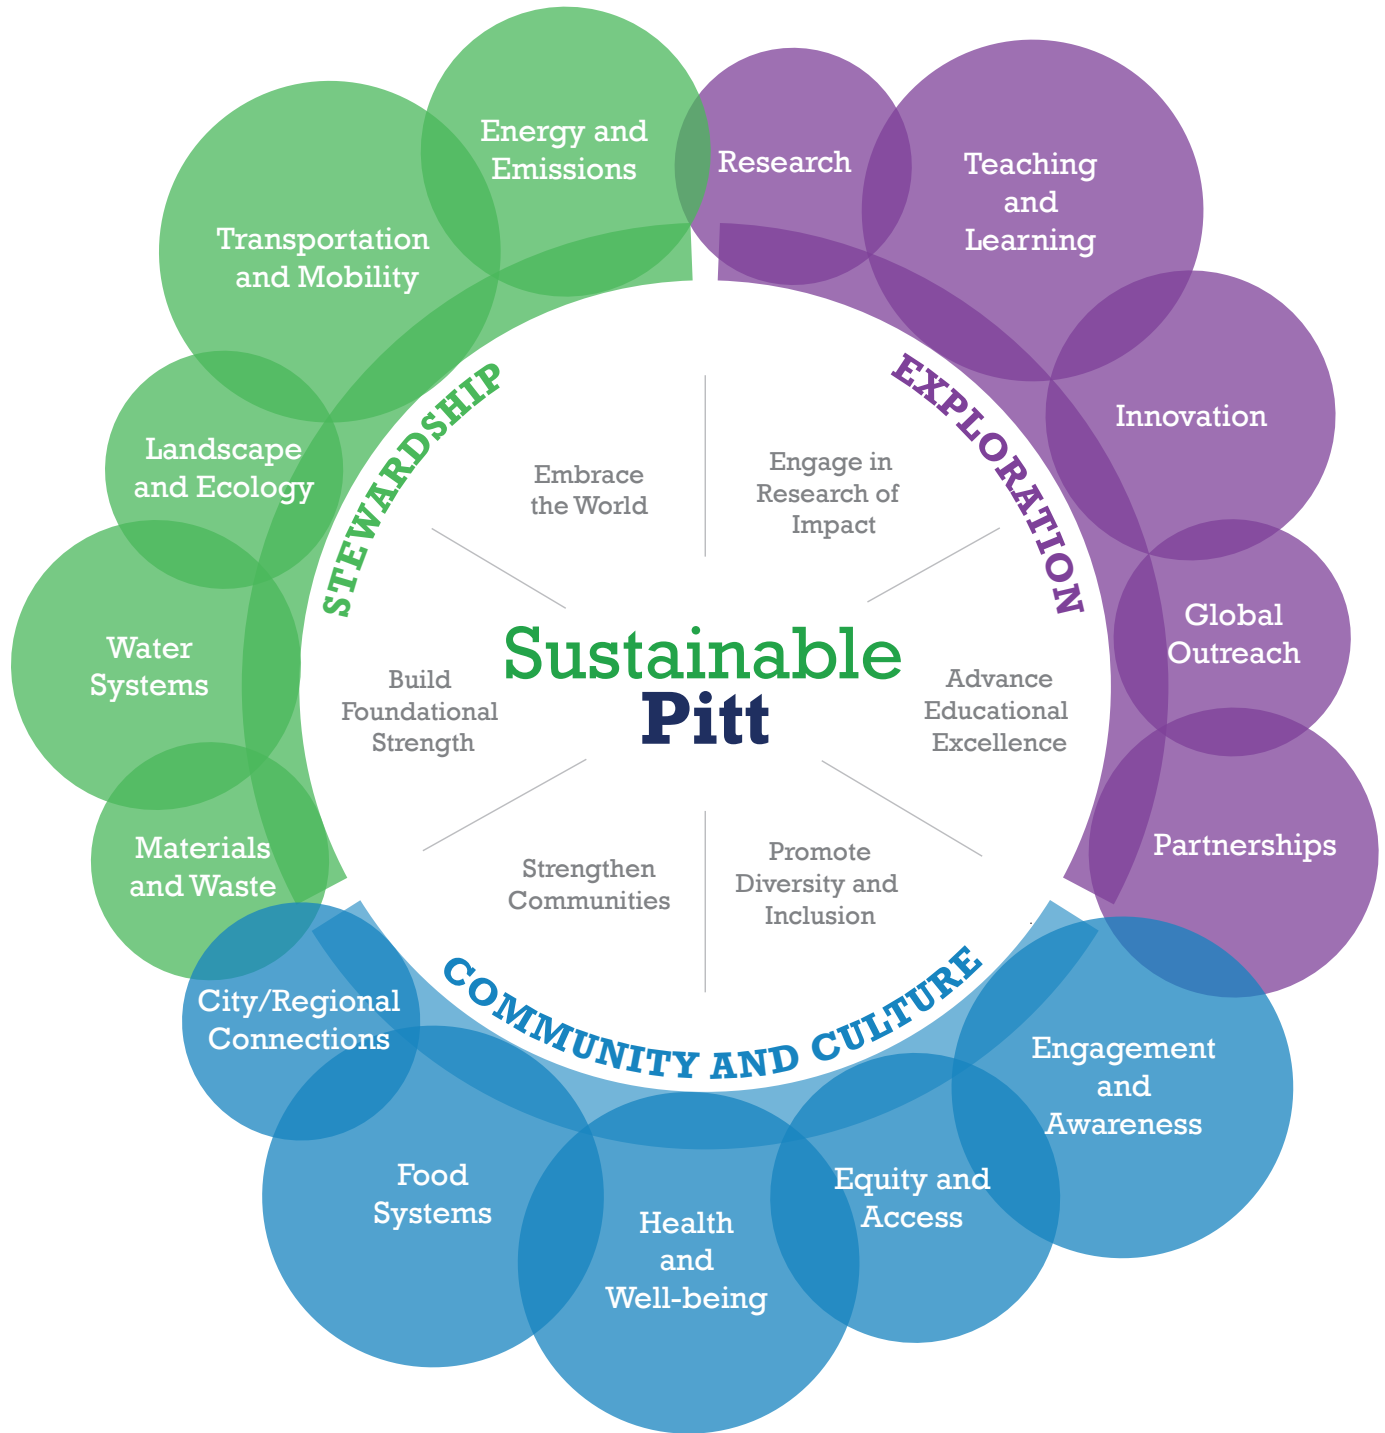 Energy and
Emissions
Research
Teaching
and
Learning
Transportation
and Mobility
Innovation
Landscape
and Ecology
Global
Outreach
Water
Systems
Partnerships
Materials
and Waste
City/Regional
Connections
Engagement
and
Awareness
Food
Systems
Equity and
Access
Health
and
Well-being
STEWARDSHIP
EXPLORATION
COMMUNITY AND CULTURE
Embrace
the World
Engage in
Research of
Impact
Build
Foundational
Strength
Advance
Educational
Excellence
Strengthen
Communities
Promote
Diversity and
Inclusion
Sustainable
Pitt